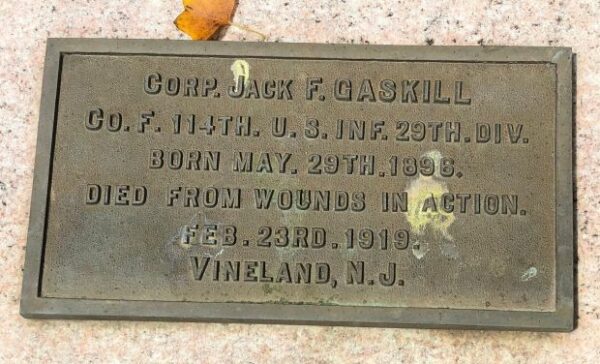 CORP. JACK F. GASKILL
CO. F. 114TH. U. S. INF. 29TH. DIV.
BORN MAY. 29TH. 1896.
DIED FROM WOUNDS IN ACTION.
FEB. 23RD. 1919.
VINELAND, N.J.